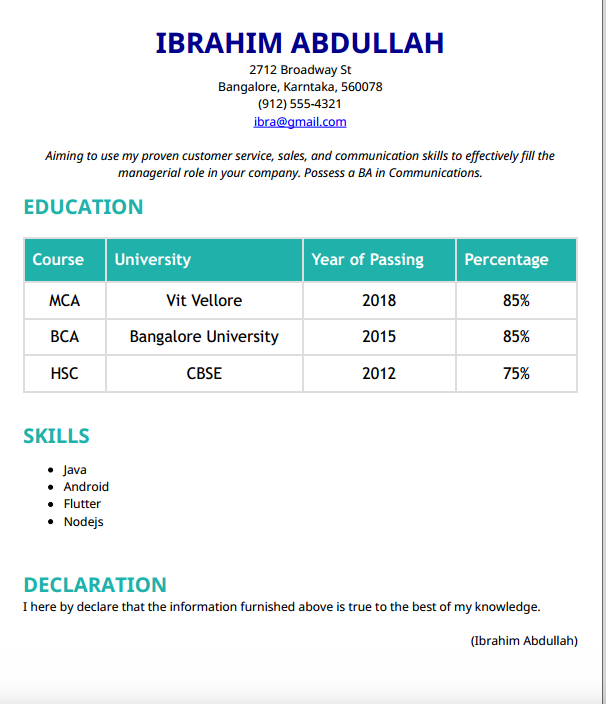 IBRAHIM ABDULLAH
2712 Broadway St
Bangalore, Karntaka, 560078
(912) 555-4321
ibra@gmail.com
Aiming to use my proven customer service, sales, and communication skills to effectively fill the
managerial role in your company. Possess a BA in Communications.
EDUCATION
Course University Year of Passing Percentage
MCA Vit Vellore 2018 85%
BCA Bangalore University 2015 85%
HSC CBSE 2012 75%
SKILLS
• Java
• Android
• Flutter
• Nodejs
DECLARATION
I here by declare that the information furnished above is true to the best of my knowledge.
(Ibrahim Abdullah)